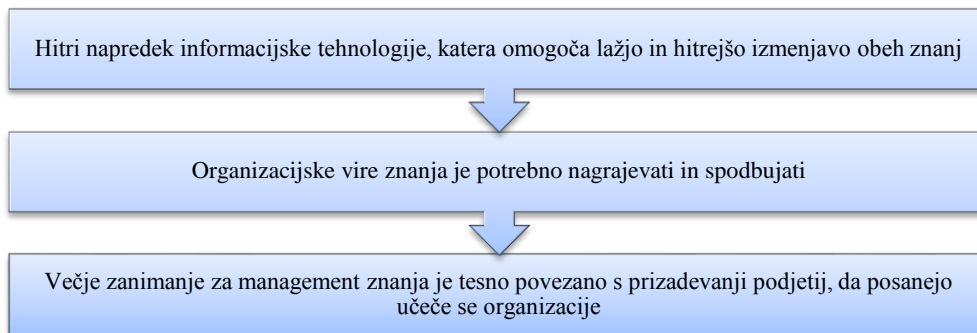 Hitri napredek informacijske tehnologije, katera omogoča lažjo in hitrejšo izmenjavo obeh znanj
Organizacijske vire znanja je potrebno nagrajevati in spodbujati
Večje zanimanje za management znanja je tesno povezano s prizadevanji podjetij, da posanejo
učeče se organizacije